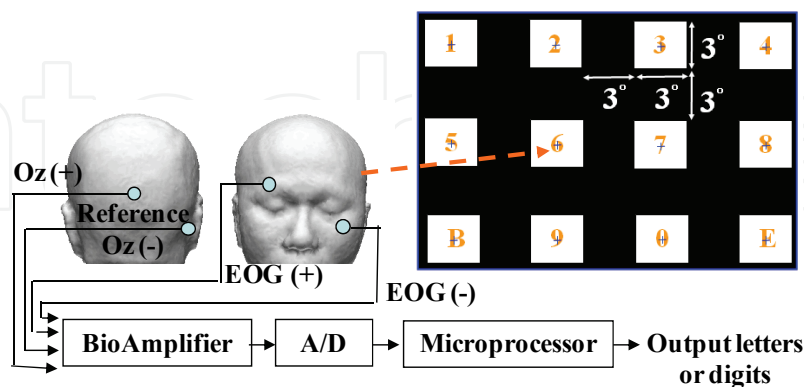 1 2 3 4
3°
3° 3° 3°
5 6 7 8
B 9 0 E
Oz (+)
Reference
Oz (-)
EOG (+)
EOG (-)
BioAmplifier
A/D
Microprocessor
Output letters
or digits